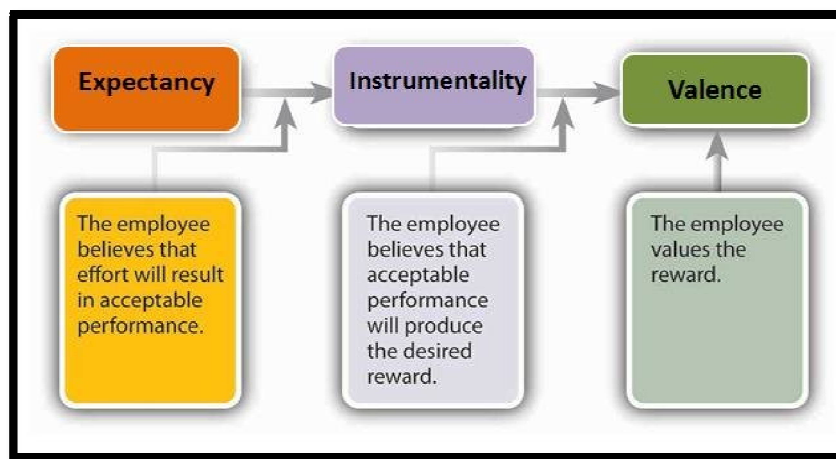 Expectancy
Instrumentality
Valence
The employee
believes that
effort will result
in acceptable
performance.
The employee
believes that
acceptable
performance
will produce
the desired
reward.
The employee
values the
reward.